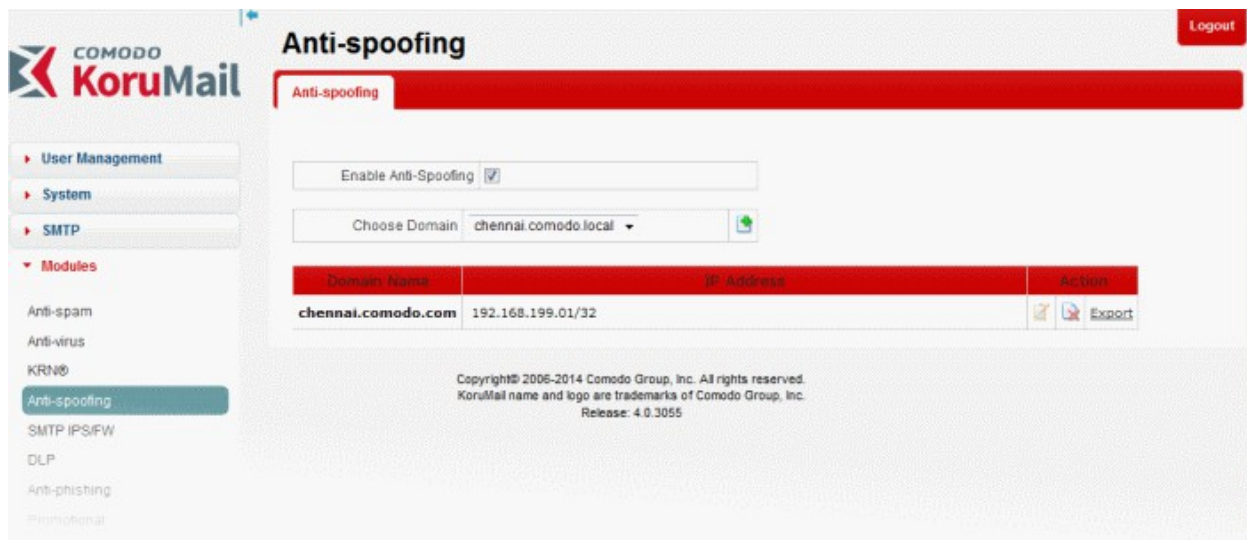 Logout
COMODO
KoruMail
Anti-spoofing
Anti-spoofing
User Management
System
SMTP
Modules
Anti-spam
Anti-virus
KRN®
Anti-spoofing
SMTP IPS/FW
DLP
Anti-phishing
Promotional
Enable Anti-Spoofing
Choose Domain chennai.comodo.local
Domain Name IP Address Action
chennai.comodo.com 192.168.199.01/32 Export
Copyright© 2006-2014 Comodo Group, Inc. All rights reserved.
KoruMail name and logo are trademarks of Comodo Group, Inc.
Release: 4.0.3055